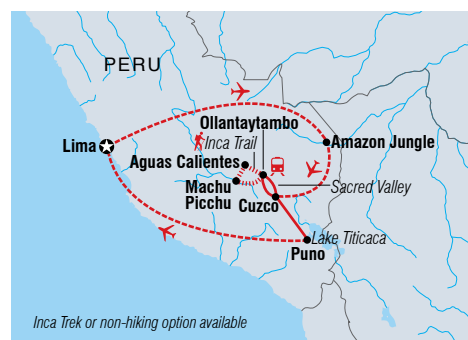 PERU
Ollantaytambo
Lima
Inca Trail
Amazon Jungle
Aguas Calientes
Machu
Picchu
Sacred Valley
Cuzco
Lake Titicaca
Puno
Inca Trek or non-hiking option available